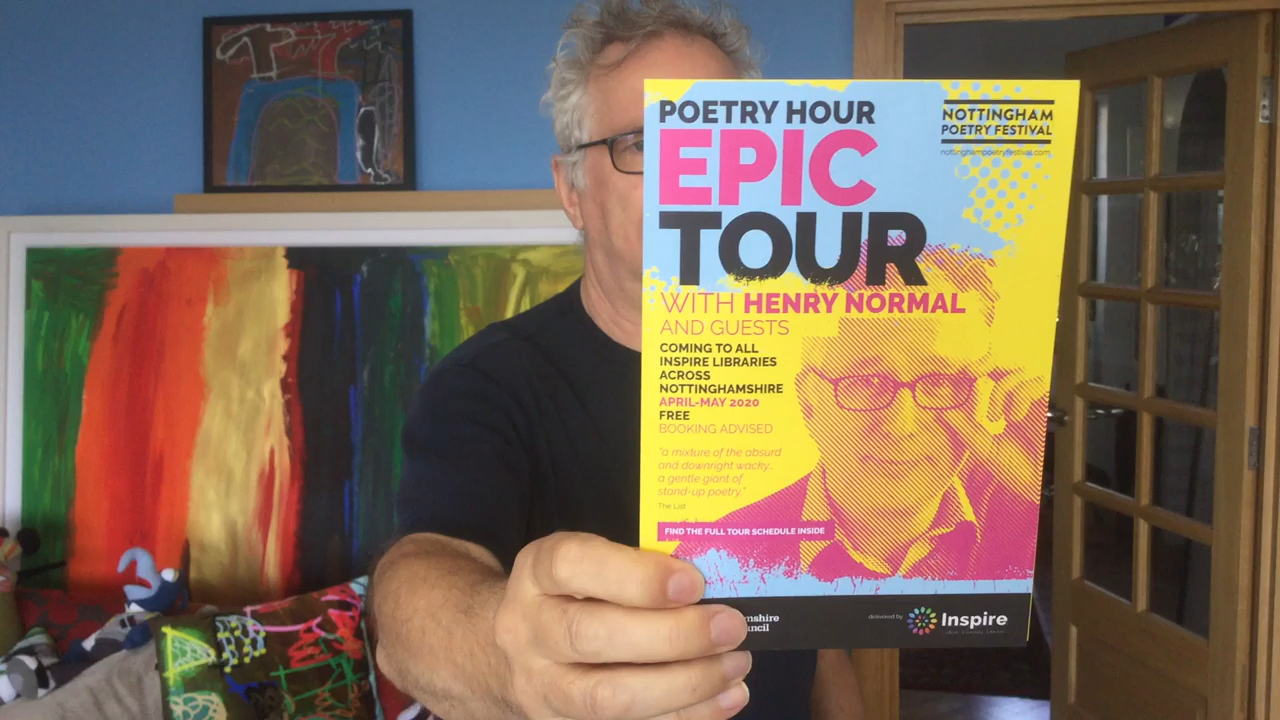 POETRY HOUR
EPIC
TOUR
WITH HENRY NORMAL
AND GUESTS
COMING TO ALL
INSPIRE LIBRARIES
ACROSS
NOTTINGHAMSHIRE
APRIL-MAY 2020
FREE
BOOKING ADVISED
"a mixture of the absurd
and downright wacky...
a gentle giant of
stand-up poetry."
The List
FIND THE FULL TOUR SCHEDULE INSIDE
NOTTINGHAM
POETRY FESTIVAL
nottinghampoetryfestival.com
delivered by
Inspire